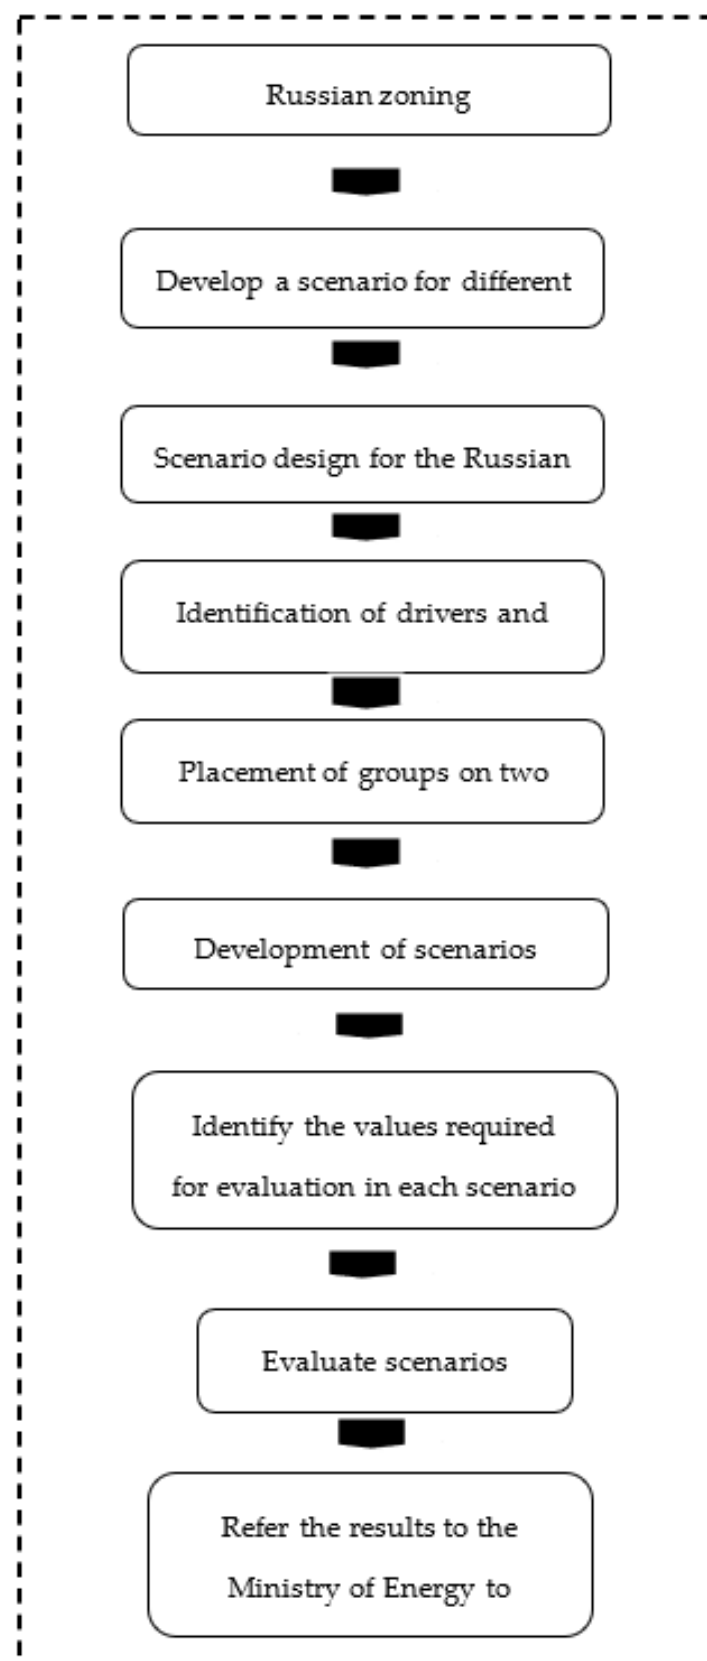 Russian zoning
Develop a scenario for different
Scenario design for the Russian
Identification of drivers and
Placement of groups on two
Development of scenarios
Identify the values required
for evaluation in each scenario
Evaluate scenarios
Refer the results to the
Ministry of Energy to